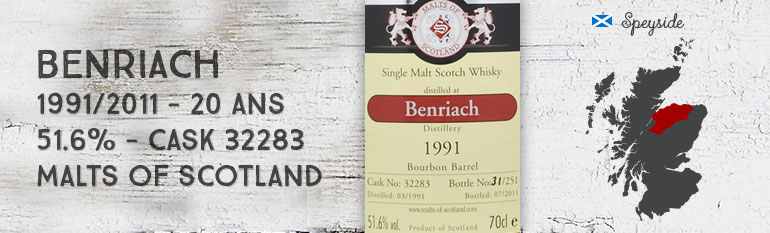 BENRIACH
1991/2011 – 20 ANS
51.6% – CASK 32283
MALTS OF SCOTLAND
MALTS OF
SCOTLAND
Single Malt Scotch Whisky
distilled at
Benriach
Distillery
1991
Bourbon Barrel
Cask No: 32283 Bottle No: 31/251
Distilled: 03/1991 Bottled: 07/2011
www.malts-of-scotland.com
51.6% vol. Product of Scotland 70cl e
Speyside